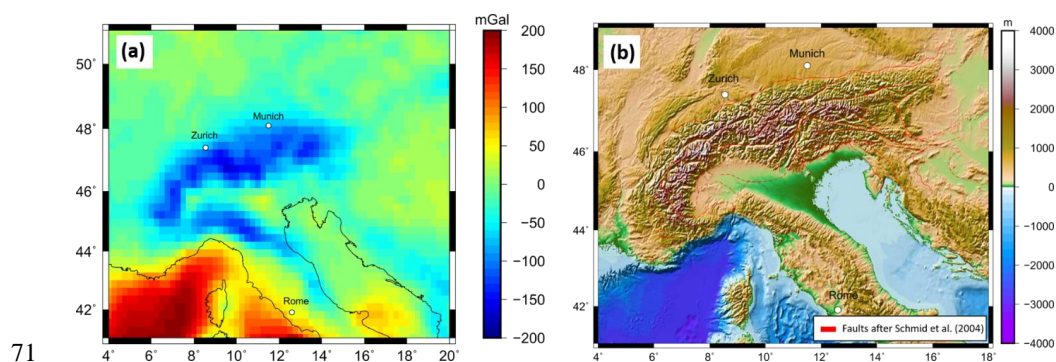 mGal
(a)
50˚
48˚
46˚
44˚
42˚
4˚ 6˚ 8˚ 10˚ 12˚ 14˚ 16˚ 18˚ 20˚
Munich
Zurich
Rome
200
150
100
50
0
−50
−100
−150
−200
m
(b)
48˚
46˚
44˚
42˚
4˚ 6˚ 8˚ 10˚ 12˚ 14˚ 16˚ 18˚
Munich
Zurich
Rome
Faults after Schmid et al. (2004)
4000
3000
2000
1000
0
−1000
−2000
−3000
−4000
71